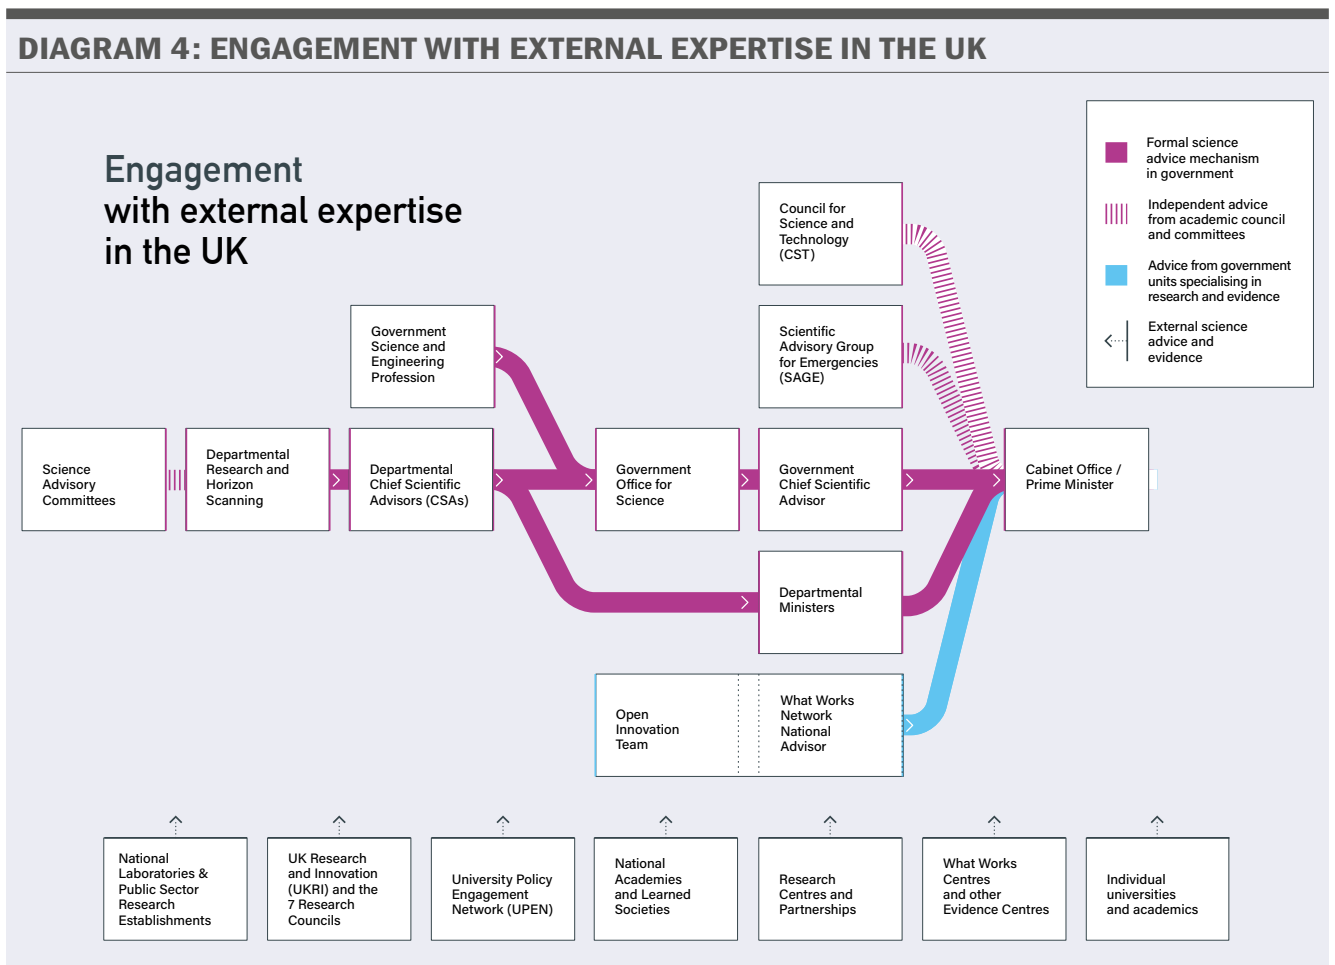 DIAGRAM 4: ENGAGEMENT WITH EXTERNAL EXPERTISE IN THE UK
Engagement
with external expertise
in the UK
Formal science
advice mechanism
in government
Independent advice
from academic council
and committees
Advice from government
units specialising in
research and evidence
External science
advice and
evidence
Council for
Science and
Technology
(CST)
Government
Science and
Engineering
Profession
Scientific
Advisory Group
for Emergencies
(SAGE)
Science
Advisory
Committees
Departmental
Research and
Horizon
Scanning
Departmental
Chief Scientific
Advisors (CSAs)
Government
Office for
Science
Government
Chief Scientific
Advisor
Cabinet Office /
Prime Minister
Departmental
Ministers
Open
Innovation
Team
What Works
Network
National
Advisor
National
Laboratories &
Public Sector
Research
Establishments
UK Research
and Innovation
(UKRI) and the
7 Research
Councils
University Policy
Engagement
Network (UPEN)
National
Academies
and Learned
Societies
Research
Centres and
Partnerships
What Works
Centres
and other
Evidence Centres
Individual
universities
and academics